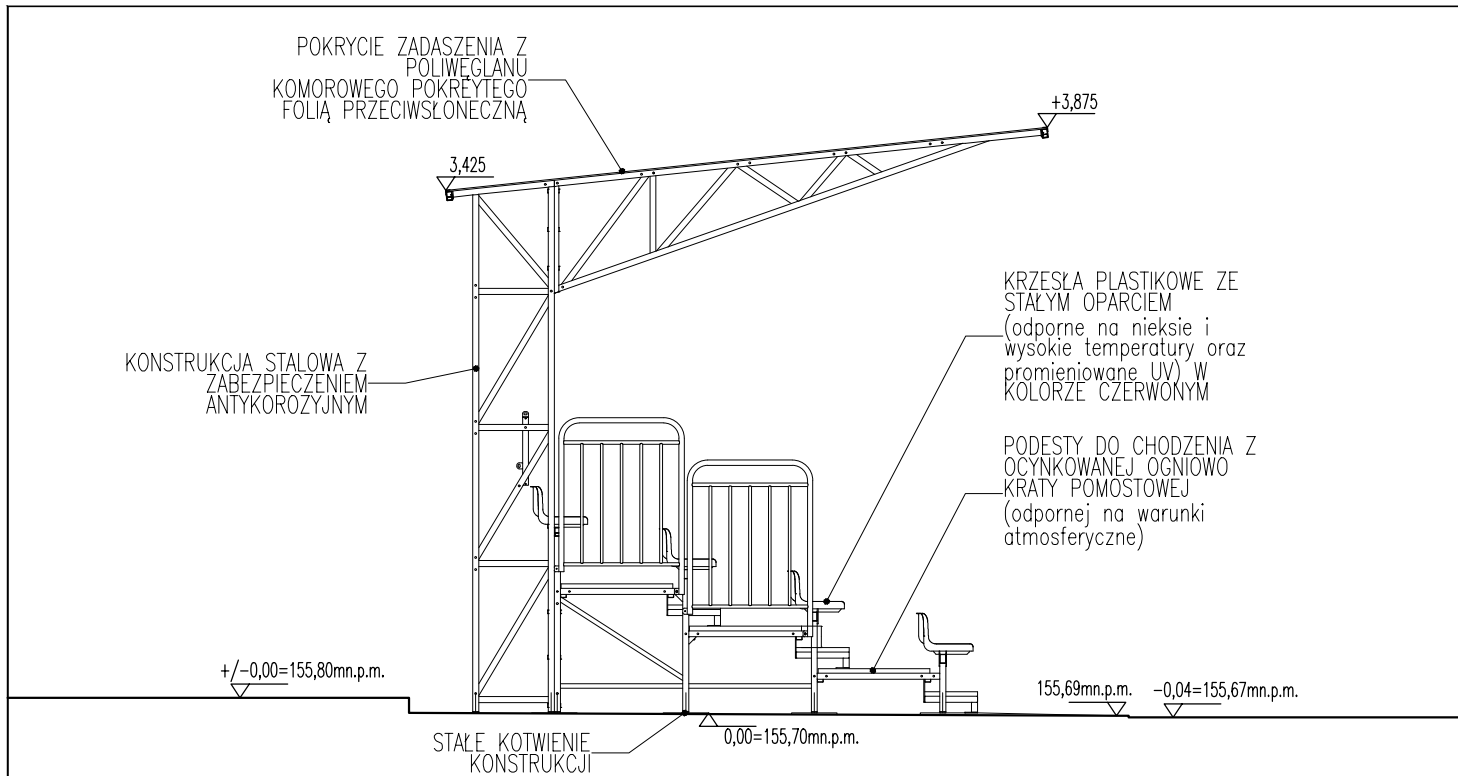 POKRYCIE ZADASZENIA Z
POLIWĘGLANU
KOMOROWEGO POKREYTEGO
FOLIĄ PRZECIWSŁONECZNĄ
+3,875
3,425
KRZESŁA PLASTIKOWE ZE
STAŁYM OPARCIEM
(odporne na nieksie i
wysokie temperatury oraz
promieniowane UV) W
KOLORZE CZERWONYM
KONSTRUKCJA STALOWA Z
ZABEZPIECZENIEM
ANTYKOROZYJNYM
PODESTY DO CHODZENIA Z
OCYNKOWANEJ OGNIOWO
KRATY POMOSTOWEJ
(odpornej na warunki
atmosferyczne)
+/-0,00=155,80mn.p.m.
155,69mn.p.m.
-0,04=155,67mn.p.m.
0,00=155,70mn.p.m.
STAŁE KOTWIENIE
KONSTRUKCJI